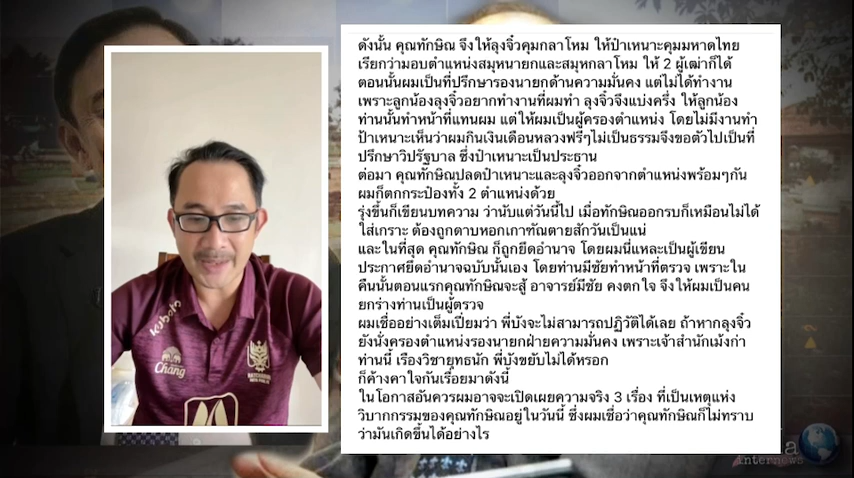 ดังนั้น คุณทักษิณ จึงให้ลุงจิ๋วคุมกลาโหม ให้ป๋าเหนาะคุมมหาดไทย
เรียกว่ามอบตำแหน่งสมุหนายกและสมุหกลาโหม ให้ 2 ผู้เฒ่าก็ได้
ตอนนั้นผมเป็นที่ปรึกษารองนายกด้านความมั่นคง แต่ไม่ได้ทำงาน
เพราะลูกน้องลุงจิ๋วอยากทำงานที่ผมทำ ลุงจิ๋วจึงแบ่งครึ่ง ให้ลูกน้อง
ท่านนั้นทำหน้าที่แทนผม แต่ให้ผมเป็นผู้ครองตำแหน่ง โดยไม่มีงานทำ
ป้าเหนาะเห็นว่าผมกินเงินเดือนหลวงฟรีๆไม่เป็นธรรมจึงขอตัวไปเป็นที่
ปรึกษาวิปรัฐบาล ซึ่งป๋าเหนาะเป็นประธาน
ต่อมา คุณทักษิณปลดป๋าเหนาะและลุงจิ๋วออกจากตำแหน่งพร้อมๆกัน
ผมก็ตกกระป๋องทั้ง 2 ตำแหน่งด้วย
รุ่งขึ้นก็เขียนบทความ ว่านับแต่วันนี้ไป เมื่อทักษิณออกรบก็เหมือนไม่ได้
ใส่เกราะ ต้องถูกดาบหอกเกาฑัณตายสักวันเป็นแน่
และในที่สุด คุณทักษิณ ก็ถูกยึดอำนาจ โดยผมนี่แหละเป็นผู้เขียน
ประกาศยึดอำนาจฉบับนั้นเอง โดยท่านมีชัยทำหน้าที่ตรวจ เพราะใน
คืนนั้นตอนแรกคุณทักษิณจะสู้ อาจารย์มีชัย คงตกใจ จึงให้ผมเป็นคน
ยกร่างท่านเป็นผู้ตรวจ
ผมเชื่ออย่างเต็มเปี่ยมว่า พี่บังจะไม่สามารถปฏิวัติได้เลย ถ้าหากลุงจิ๋ว
ยังนั่งครองตำแหน่งรองนายกฝ่ายความมั่นคง เพราะเจ้าสำนักเม้งก่า
ท่านนี้ เรืองวิชายุทธนัก พี่บังขยับไม่ได้หรอก
ก็ค้างคาใจกันเรื่อยมาดังนี้
ในโอกาสอันควรผมอาจจะเปิดเผยความจริง 3 เรื่อง ที่เป็นเหตุแห่ง
วิบากกรรมของคุณทักษิณอยู่ในวันนี้ ซึ่งผมเชื่อว่าคุณทักษิณก็ไม่ทราบ
ว่ามันเกิดขึ้นได้อย่างไร
Kubota
Chang
internews